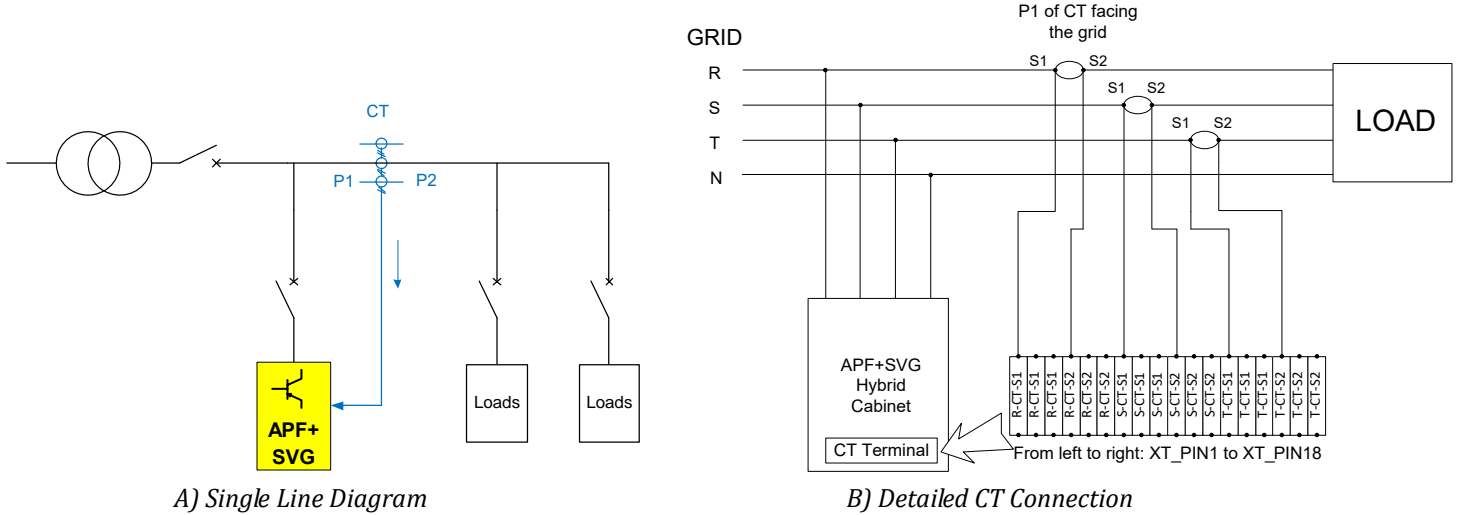 CT
P1
P2
APF+
SVG
Loads
Loads
A) Single Line Diagram
P1 of CT facing
the grid
GRID
R
S
T
N
S1
S2
S1
S2
S1
S2
LOAD
APF+SVG
Hybrid
Cabinet
CT Terminal
R-CT-S1
R-CT-S1
R-CT-S1
R-CT-S2
R-CT-S2
R-CT-S2
S-CT-S1
S-CT-S1
S-CT-S1
S-CT-S2
S-CT-S2
S-CT-S2
T-CT-S1
T-CT-S1
T-CT-S1
T-CT-S2
T-CT-S2
T-CT-S2
From left to right: XT_PIN1 to XT_PIN18
B) Detailed CT Connection